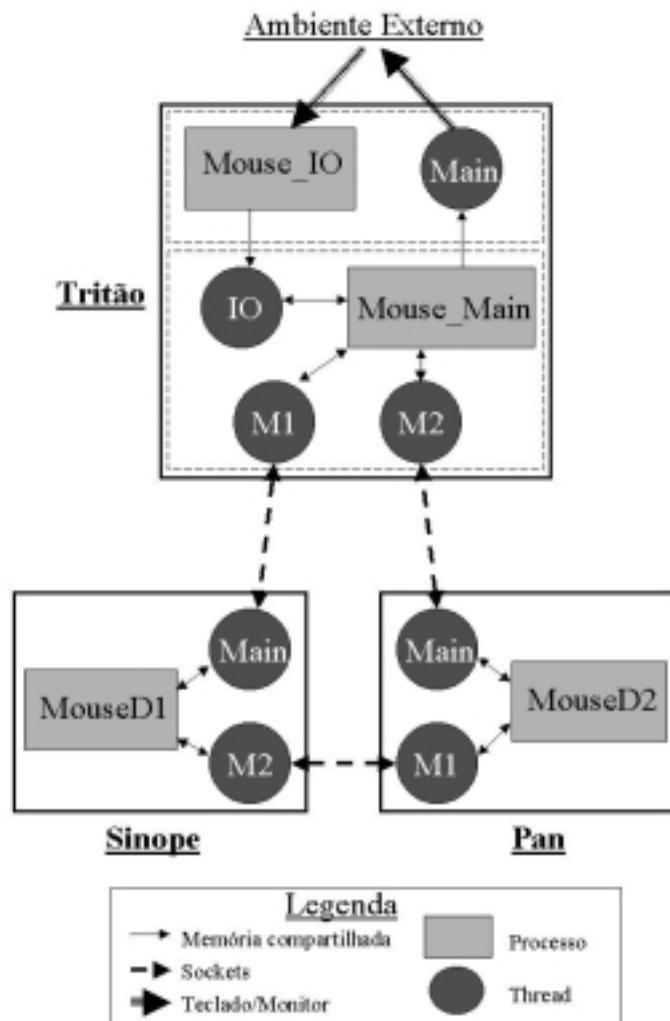 Ambiente Externo
Mouse_IO
Main
Tritão
IO
Mouse_Main
M1
M2
Main
Main
MouseD1
MouseD2
M2
M1
Sinope
Pan
Legenda
Memória compartilhada
Processo
Sockets
Thread
Teclado/Monitor